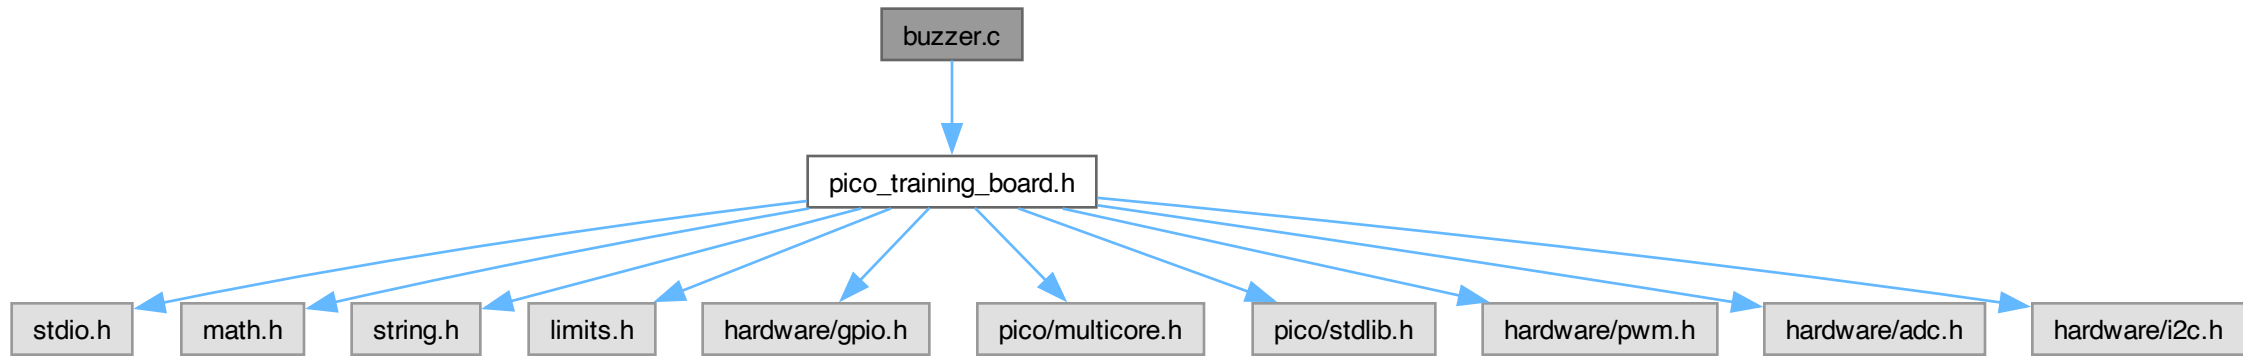 buzzer.c
pico_training_board.h
stdio.h
math.h
string.h
limits.h
hardware/gpio.h
pico/multicore.h
pico/stdlib.h
hardware/pwm.h
hardware/adc.h
hardware/i2c.h